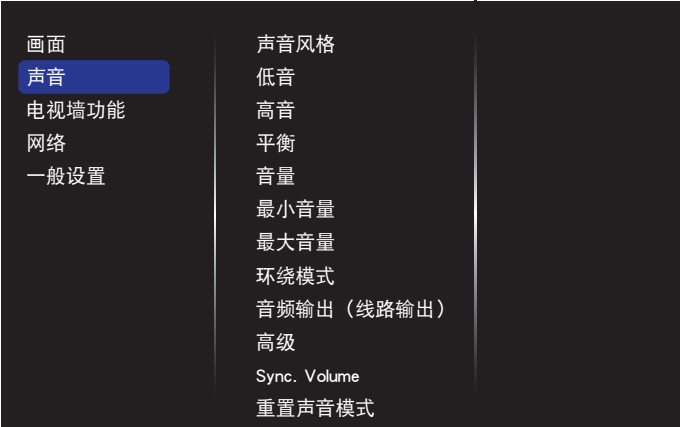 画面
声音
电视墙功能
网络
一般设置
声音风格
低音
高音
平衡
音量
最小音量
最大音量
环绕模式
音频输出（线路输出）
高级
Sync. Volume
重置声音模式